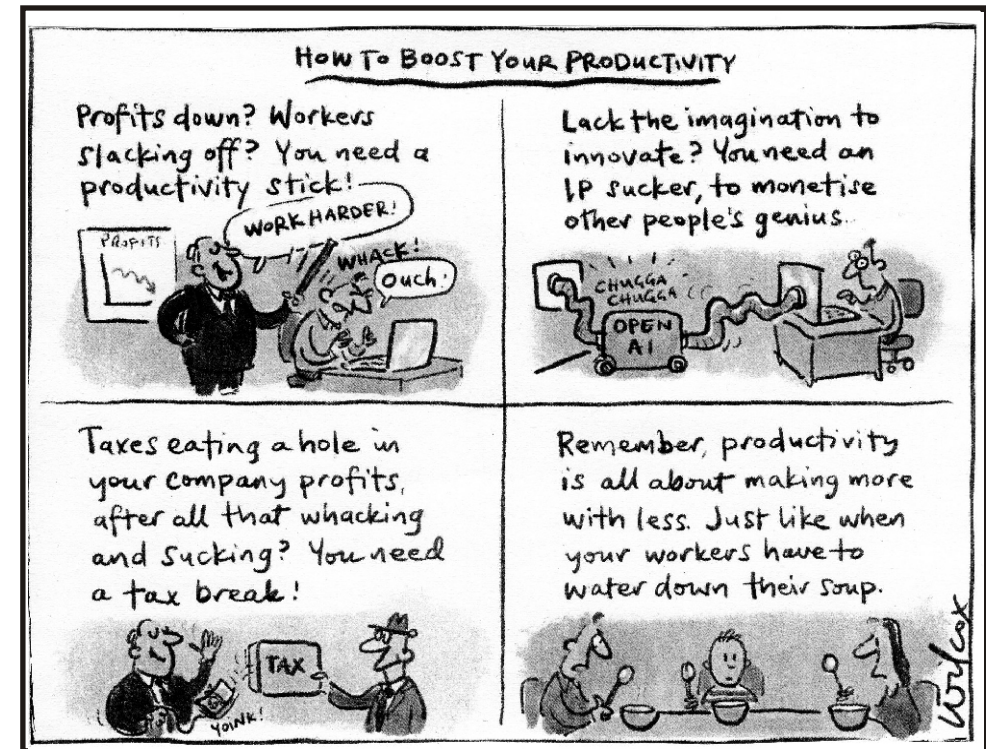 HOW TO BOOST YOUR PRODUCTIVITY
Profits down? Workers
slacking off? You need a
productivity stick!
WORK HARDER!
WHACK!
OUCH!
PROFITS
Lack the imagination to
innovate? You need an
IP sucker, to monetise
other people's genius.
CHUGGA
CHUGGA
OPEN
AI
Taxes eating a hole in
your company profits,
after all that whacking
and sucking? You need
a tax break!
TAX
YOINK!
Remember, productivity
is all about making more
with less. Just like when
your workers have to
water down their soup.
Wilcox